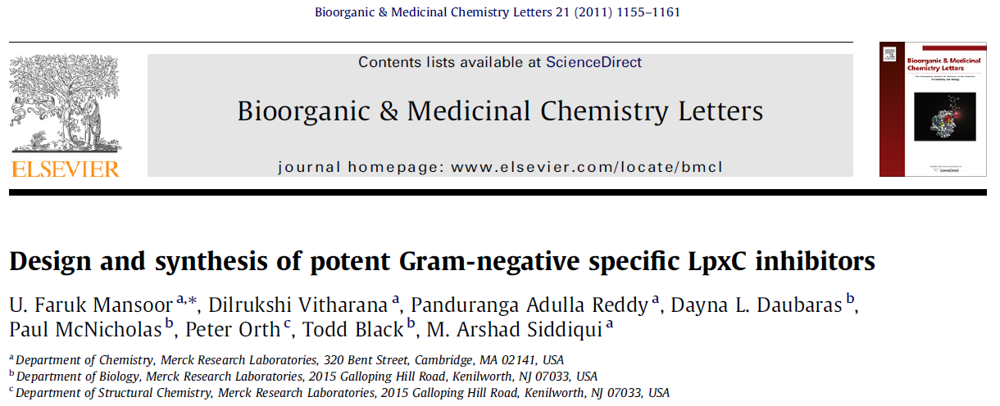 Bioorganic & Medicinal Chemistry Letters 21 (2011) 1155–1161
Contents lists available at ScienceDirect
Bioorganic & Medicinal Chemistry Letters
journal homepage: www.elsevier.com/locate/bmcl
ELSEVIER
Bioorganic & Medicinal
Chemistry Letters
ScienceDirect
Design and synthesis of potent Gram-negative specific LpxC inhibitors
U. Faruk Mansoor a,*, Dilrukshi Vitharana a, Panduranga Adulla Reddy a, Dayna L. Daubaras b,
Paul McNicholas b, Peter Orth c, Todd Black b, M. Arshad Siddiqui a
a Department of Chemistry, Merck Research Laboratories, 320 Bent Street, Cambridge, MA 02141, USA
b Department of Biology, Merck Research Laboratories, 2015 Galloping Hill Road, Kenilworth, NJ 07033, USA
c Department of Structural Chemistry, Merck Research Laboratories, 2015 Galloping Hill Road, Kenilworth, NJ 07033, USA